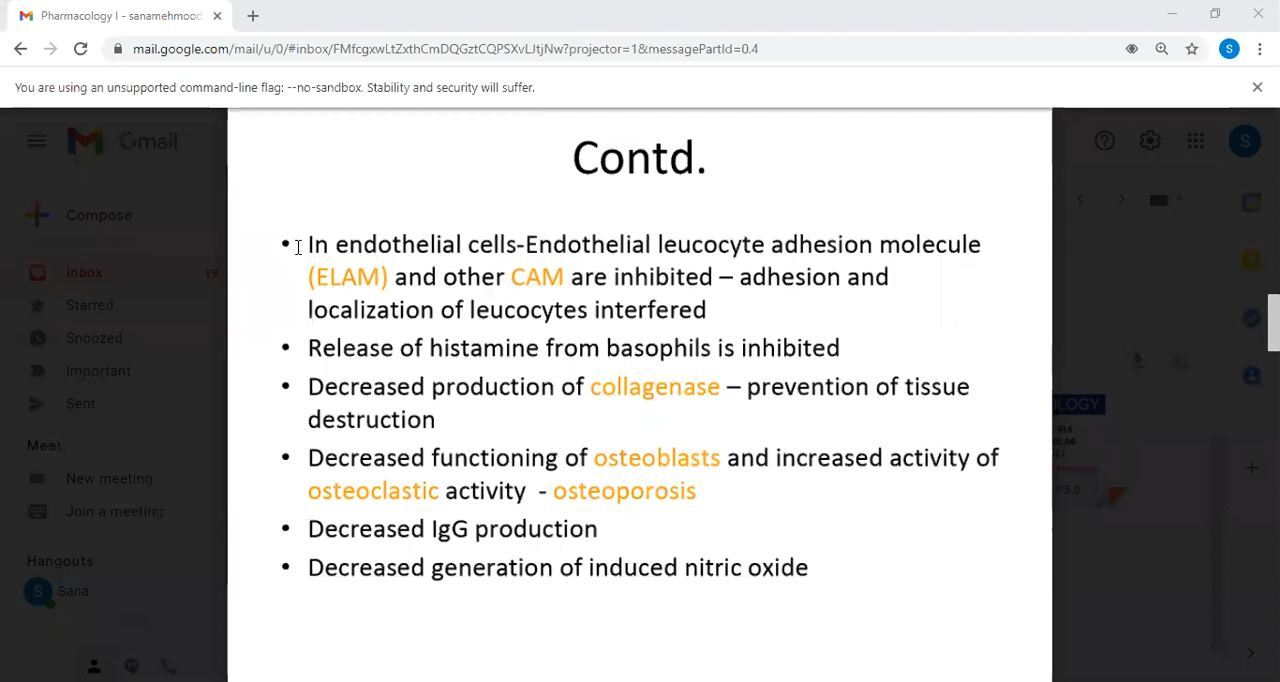 Pharmacology I - sanamehmood
mail.google.com/mail/u/0/#inbox/FMfcgxwLtZxthCmDQGztCQPSXvLJtjNw?projector=1&messagePartId=0.4
S
You are using an unsupported command-line flag: --no-sandbox. Stability and security will suffer.
Gmail
S
Compose
Inbox 19
Starred
Snoozed
Important
Sent
Meet
New meeting
Join a meeting
Hangouts
S Sana
Contd.
• In endothelial cells-Endothelial leucocyte adhesion molecule
(ELAM) and other CAM are inhibited – adhesion and
localization of leucocytes interfered
• Release of histamine from basophils is inhibited
• Decreased production of collagenase – prevention of tissue
destruction
• Decreased functioning of osteoblasts and increased activity of
osteoclastic activity - osteoporosis
• Decreased IgG production
• Decreased generation of induced nitric oxide